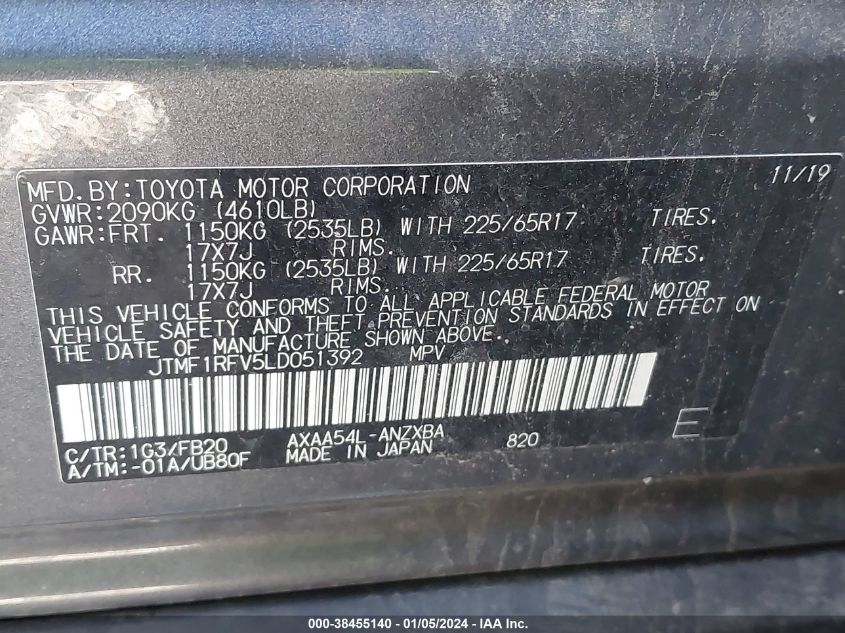 MFD.BY:TOYOTA MOTOR CORPORATION 11/19
GVWR:2090KG (4610LB)
GAWR:FRT. 1150KG (2535LB) WITH 225/65R17 TIRES.
17X7J RIMS.
RR. 1150KG (2535LB) WITH 225/65R17 TIRES.
17X7J RIMS.
THIS VEHICLE CONFORMS TO ALL APPLICABLE FEDERAL MOTOR
VEHICLE SAFETY AND THEFT PREVENTION STANDARDS IN EFFECT ON
THE DATE OF MANUFACTURE SHOWN ABOVE.
JTMF1RFV5LD051392 MPV
C/TR:1G3/FB20 AXAA54L-ANZXBA 820 E
A/TM:-01A/UB80F MADE IN JAPAN
000-38455140 - 01/05/2024 - IAA Inc.